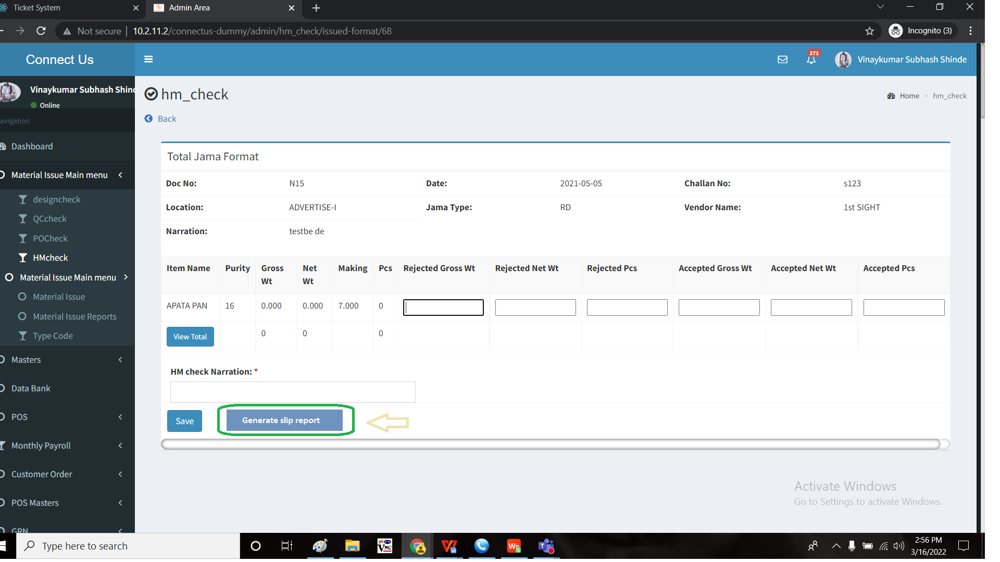 Ticket System
Admin Area
Not secure
10.2.11.2/connectus-dummy/admin/hm_check/issued-format/68
Incognito (3)
Connect Us
271
Vinaykumar Subhash Shinde
Vinaykumar Subhash Shind
Online
avigation
Dashboard
Material Issue Main menu
designcheck
QCcheck
POCheck
HMcheck
Material Issue Main menu
Material Issue
Material Issue Reports
Type Code
Masters
Data Bank
POS
Monthly Payroll
Customer Order
POS Masters
GRN
hm_check
Home > hm_check
Back
Total Jama Format
Doc No: N15 Date: 2021-05-05 Challan No: s123
Location: ADVERTISE-I Jama Type: RD Vendor Name: 1st SIGHT
Narration: testbe de
Item Name Purity Gross Wt Net Wt Making Pcs Rejected Gross Wt Rejected Net Wt Rejected Pcs Accepted Gross Wt Accepted Net Wt Accepted Pcs
APATA PAN 16 0.000 0.000 7.000 0
View Total 0 0 0
HM check Narration: *
Save
Generate slip report
Activate Windows
Go to Settings to activate Windows.
Type here to search
2:56 PM
3/16/2022